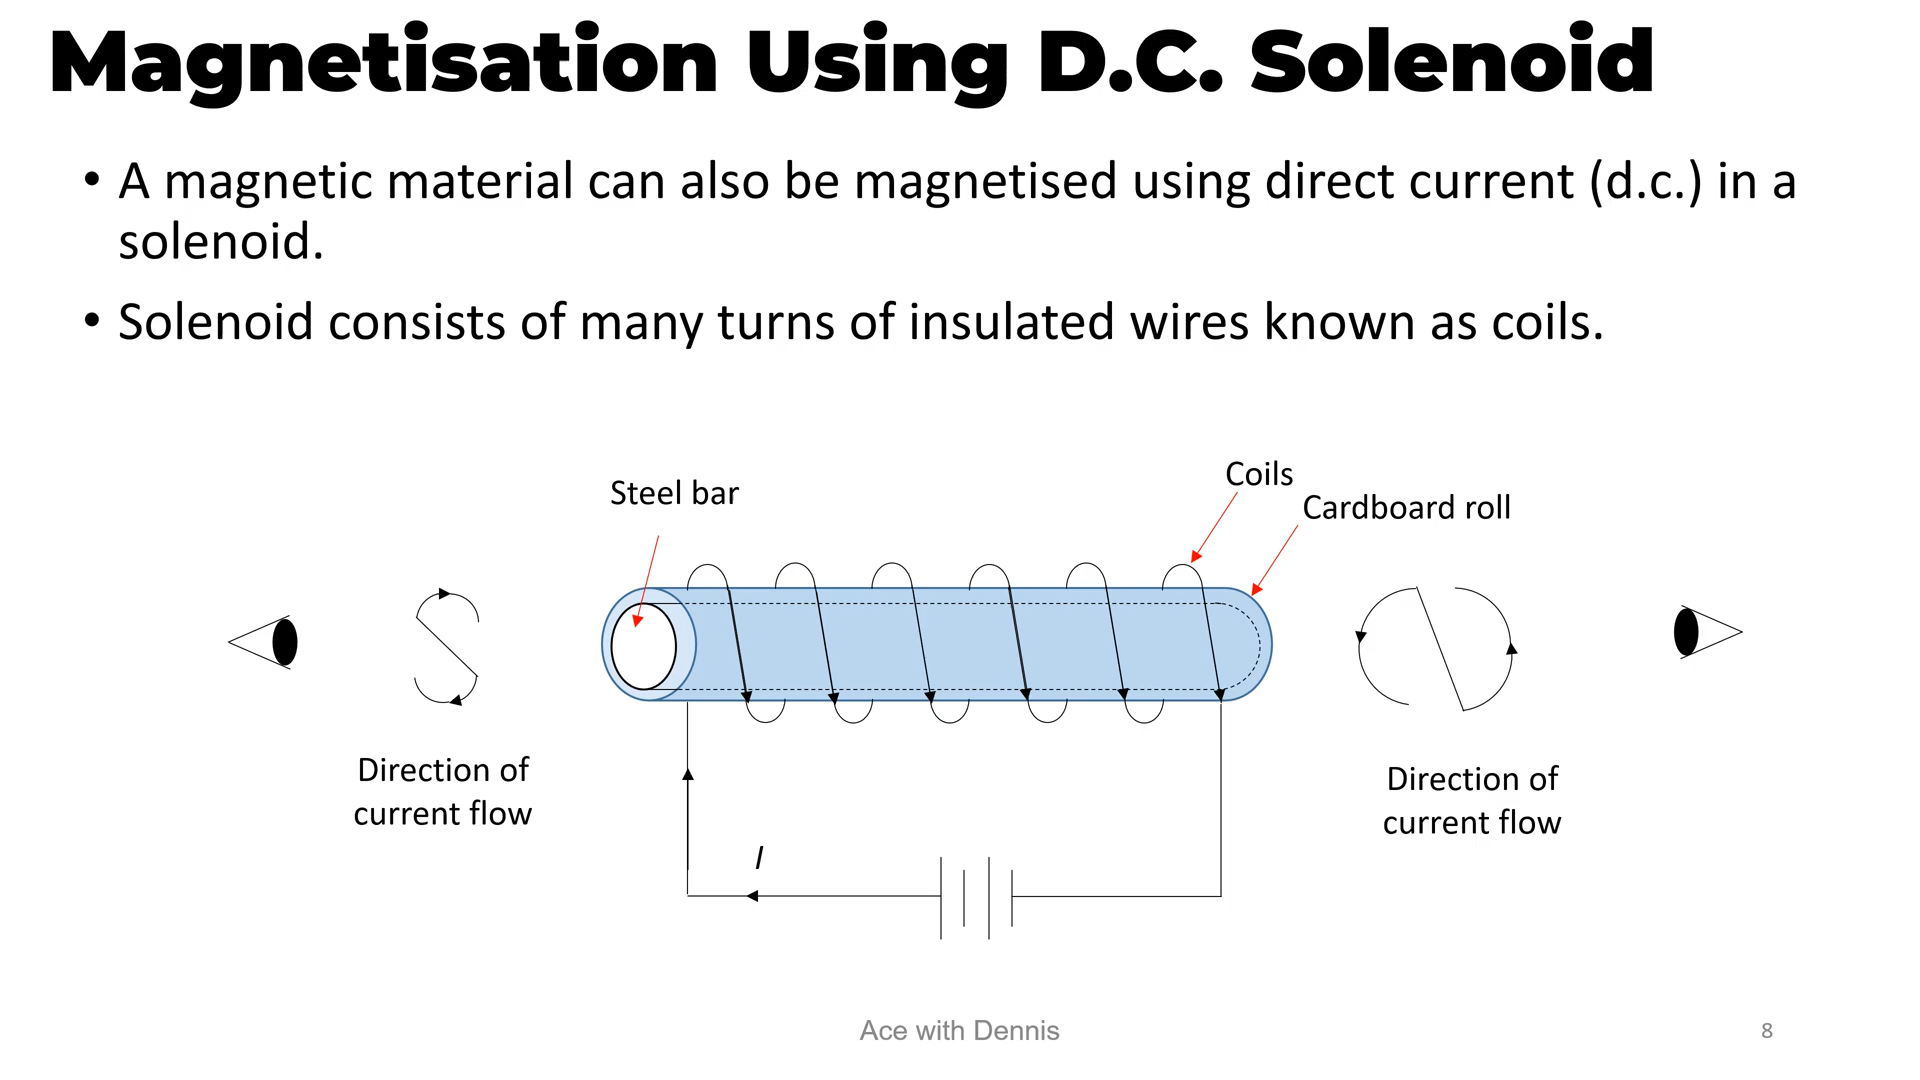 Magnetisation Using D.C. Solenoid
• A magnetic material can also be magnetised using direct current (d.c.) in a
solenoid.
• Solenoid consists of many turns of insulated wires known as coils.
Coils
Steel bar
Cardboard roll
S
N
Direction of
current flow
Direction of
current flow
I
Ace with Dennis
8